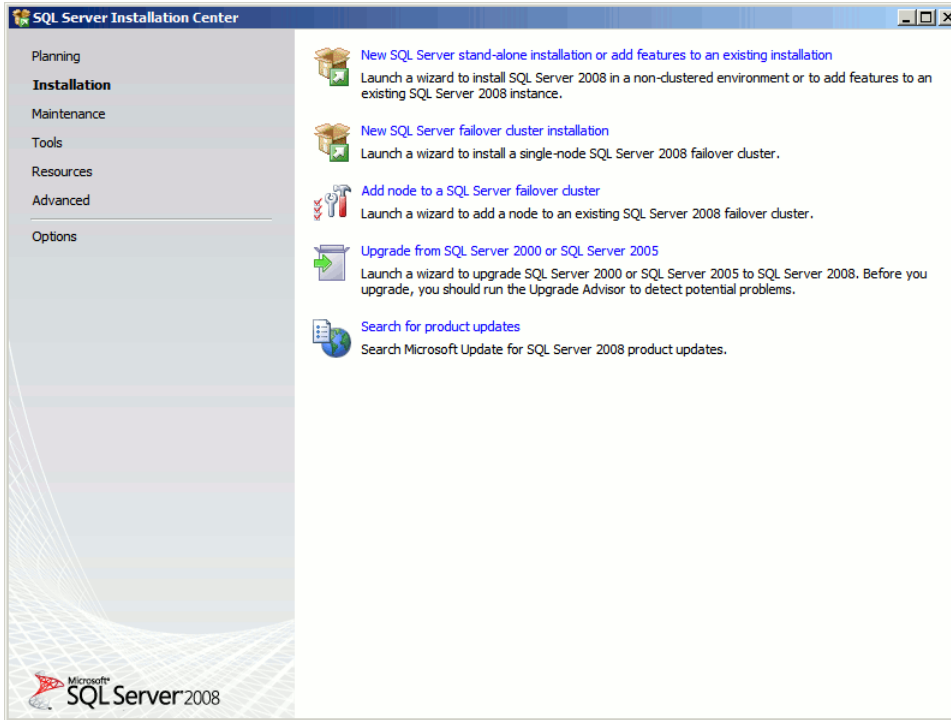 SQL Server Installation Center
Planning
Installation
Maintenance
Tools
Resources
Advanced
Options
New SQL Server stand-alone installation or add features to an existing installation
Launch a wizard to install SQL Server 2008 in a non-clustered environment or to add features to an
existing SQL Server 2008 instance.
New SQL Server failover cluster installation
Launch a wizard to install a single-node SQL Server 2008 failover cluster.
Add node to a SQL Server failover cluster
Launch a wizard to add a node to an existing SQL Server 2008 failover cluster.
Upgrade from SQL Server 2000 or SQL Server 2005
Launch a wizard to upgrade SQL Server 2000 or SQL Server 2005 to SQL Server 2008. Before you
upgrade, you should run the Upgrade Advisor to detect potential problems.
Search for product updates
Search Microsoft Update for SQL Server 2008 product updates.
Microsoft
SQL Server 2008